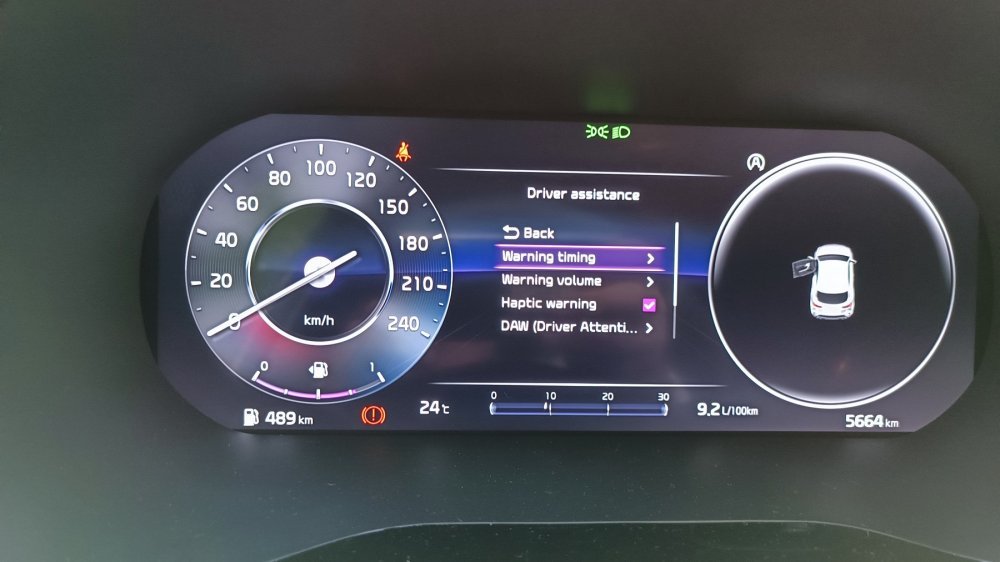 100
80
120
60
150
40
180
20
210
0
240
km/h
0
1
489 km
Driver assistance
Back
Warning timing
Warning volume
Haptic warning
DAW (Driver Attenti...
24°C
0 10 20 30
9.2 L/100km
A
5664 km